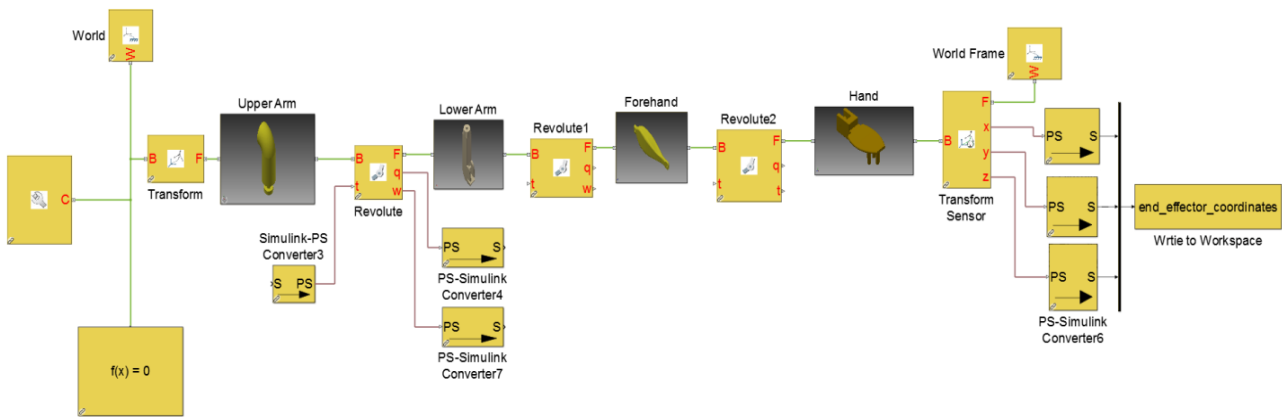 World
W
C
f(x) = 0
B
F
Transform
Upper Arm
B
F
t
q
w
Revolute
Simulink-PS
Converter3
S
PS
PS
S
PS-Simulink
Converter4
PS
S
PS-Simulink
Converter7
Lower Arm
Revolute1
B
F
t
q
w
Forehand
Revolute2
B
F
q
t
t
Hand
World Frame
W
B
F
x
y
z
Transform
Sensor
PS
S
PS
S
PS
S
PS-Simulink
Converter6
end_effector_coordinates
Wrtie to Workspace